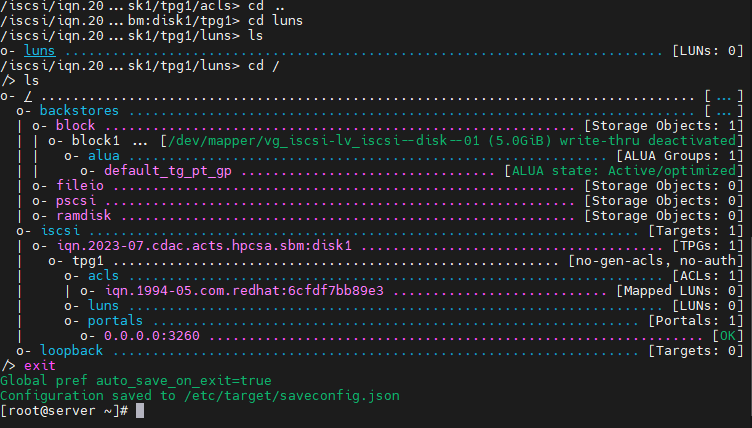 /iscsi/iqn.20...sk1/tpg1/acls> cd ..
/iscsi/iqn.20...bm:disk1/tpg1> cd luns
/iscsi/iqn.20...sk1/tpg1/luns> ls
o- luns .......................................................................... [LUNs: 0]
/iscsi/iqn.20...sk1/tpg1/luns> cd /
/> ls
o- / .................................................................................. [...]
  o- backstores ....................................................................... [...]
  | o- block ........................................................... [Storage Objects: 1]
  | | o- block1 ... [/dev/mapper/vg_iscsi-lv_iscsi--disk--01 (5.0GiB) write-thru deactivated]
  | |   o- alua ............................................................ [ALUA Groups: 1]
  | |     o- default_tg_pt_gp ................................ [ALUA state: Active/optimized]
  | o- fileio .......................................................... [Storage Objects: 0]
  | o- pscsi ........................................................... [Storage Objects: 0]
  | o- ramdisk ......................................................... [Storage Objects: 0]
  o- iscsi ..................................................................... [Targets: 1]
  | o- iqn.2023-07.cdac.acts.hpcsa.sbm:disk1 ...................................... [TPGs: 1]
  |   o- tpg1 ........................................................ [no-gen-acls, no-auth]
  |     o- acls ................................................................... [ACLs: 1]
  |     | o- iqn.1994-05.com.redhat:6cfdf7bb89e3 ........................... [Mapped LUNs: 0]
  |     o- luns ................................................................... [LUNs: 0]
  |     o- portals ............................................................. [Portals: 1]
  |       o- 0.0.0.0:3260 .............................................................. [OK]
  o- loopback .................................................................. [Targets: 0]
/> exit
Global pref auto_save_on_exit=true
Configuration saved to /etc/target/saveconfig.json
[root@server ~]#